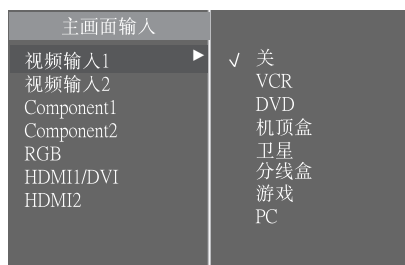 主画面输入
视频输入1
视频输入2
Component1
Component2
RGB
HDMI1/DVI
HDMI2
√ 关
VCR
DVD
机顶盒
卫星
分线盒
游戏
PC